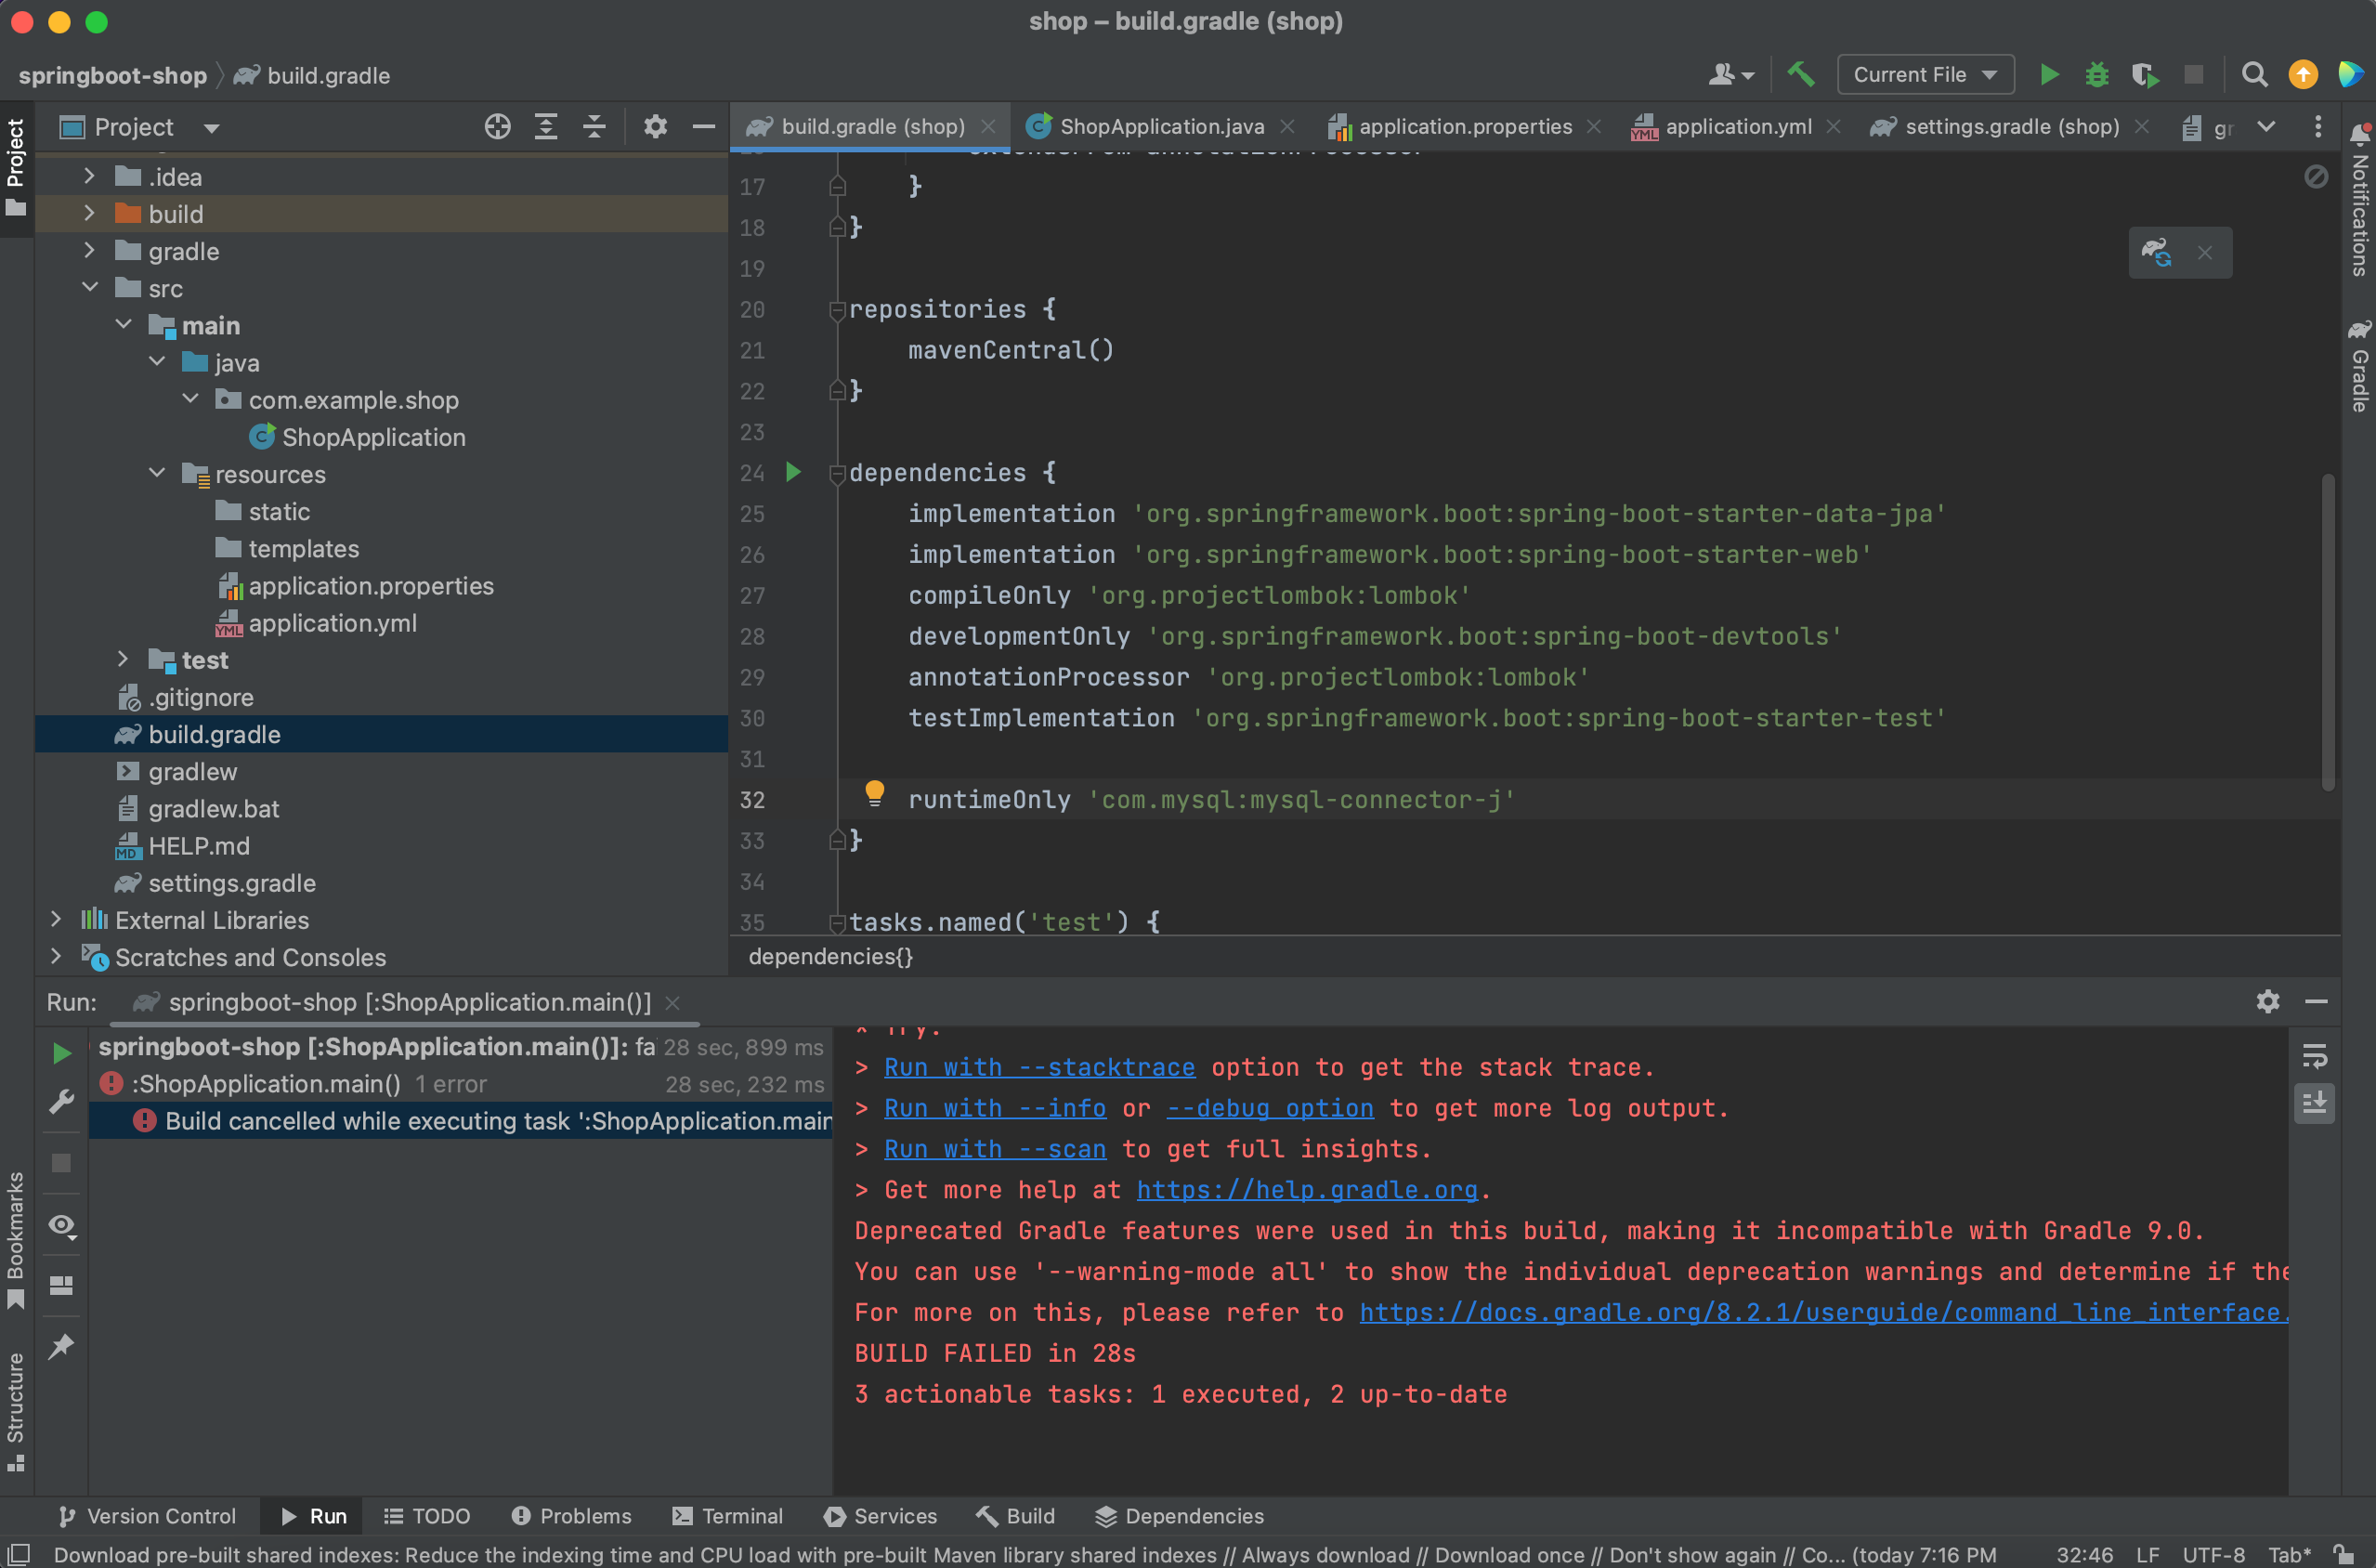 shop – build.gradle (shop)
springboot-shop
build.gradle
Current File
Project
Project
build.gradle (shop)
ShopApplication.java
application.properties
application.yml
settings.gradle (shop)
gr
Notifications
Gradle
.idea
build
gradle
src
main
java
com.example.shop
ShopApplication
resources
static
templates
application.properties
application.yml
test
.gitignore
build.gradle
gradlew
gradlew.bat
HELP.md
settings.gradle
External Libraries
Scratches and Consoles
17 }
18 }
19
20 repositories {
21 mavenCentral()
22 }
23
24 dependencies {
25 implementation 'org.springframework.boot:spring-boot-starter-data-jpa'
26 implementation 'org.springframework.boot:spring-boot-starter-web'
27 compileOnly 'org.projectlombok:lombok'
28 developmentOnly 'org.springframework.boot:spring-boot-devtools'
29 annotationProcessor 'org.projectlombok:lombok'
30 testImplementation 'org.springframework.boot:spring-boot-starter-test'
31
32 runtimeOnly 'com.mysql:mysql-connector-j'
33 }
34
35 tasks.named('test') {
dependencies{}
Run:
springboot-shop [:ShopApplication.main()]
springboot-shop [:ShopApplication.main()]: fa 28 sec, 899 ms
:ShopApplication.main() 1 error 28 sec, 232 ms
Build cancelled while executing task ':ShopApplication.main
* Try:
> Run with --stacktrace option to get the stack trace.
> Run with --info or --debug option to get more log output.
> Run with --scan to get full insights.
> Get more help at https://help.gradle.org.
Deprecated Gradle features were used in this build, making it incompatible with Gradle 9.0.
You can use '--warning-mode all' to show the individual deprecation warnings and determine if the
For more on this, please refer to https://docs.gradle.org/8.2.1/userguide/command_line_interface.
BUILD FAILED in 28s
3 actionable tasks: 1 executed, 2 up-to-date
Bookmarks
Structure
Version Control
Run
TODO
Problems
Terminal
Services
Build
Dependencies
Download pre-built shared indexes: Reduce the indexing time and CPU load with pre-built Maven library shared indexes // Always download // Download once // Don't show again // Co... (today 7:16 PM
32:46 LF UTF-8 Tab*